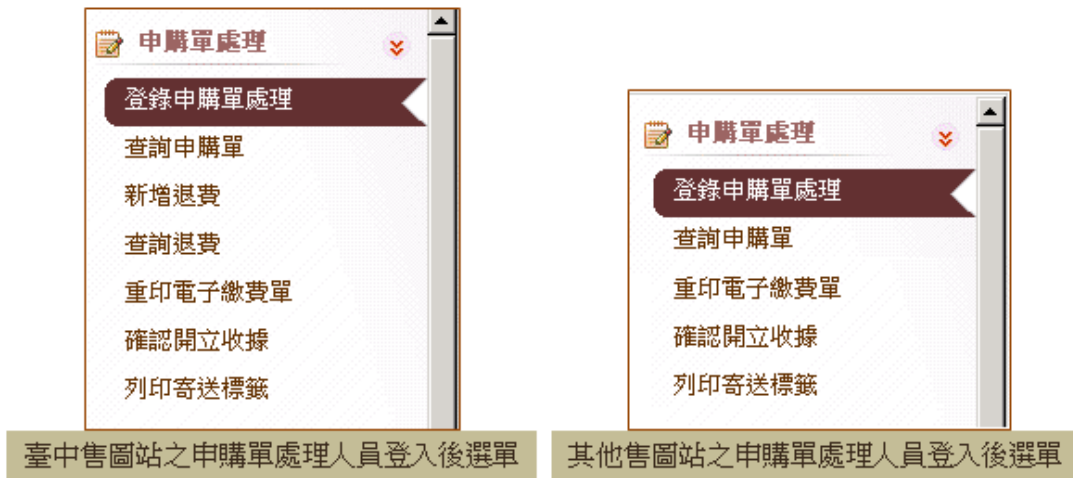 申購單處理
登錄申購單處理
查詢申購單
新增退費
查詢退費
重印電子繳費單
確認開立收據
列印寄送標籤
臺中售圖站之申購單處理人員登入後選單
申購單處理
登錄申購單處理
查詢申購單
重印電子繳費單
確認開立收據
列印寄送標籤
其他售圖站之申購單處理人員登入後選單